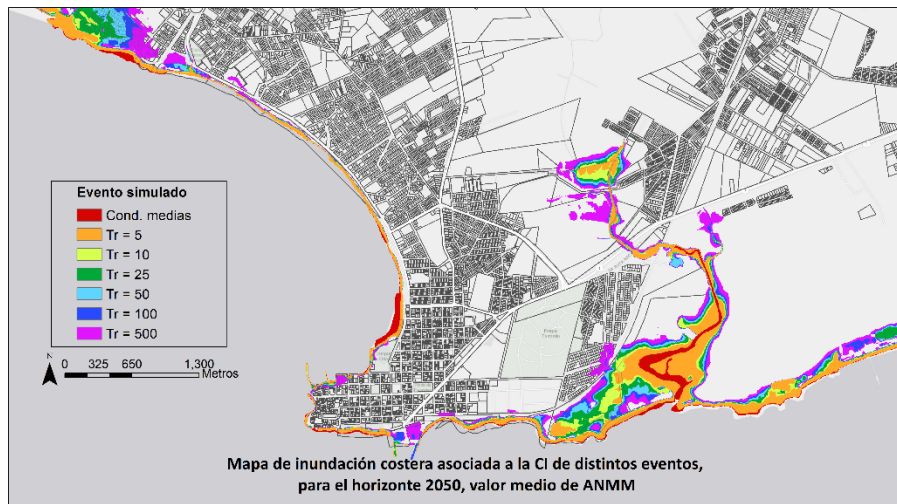 Evento simulado
Cond. medias
Tr = 5
Tr = 10
Tr = 25
Tr = 50
Tr = 100
Tr = 500
N
0 325 650 1,300
Metros
Mapa de inundación costera asociada a la CI de distintos eventos,
para el horizonte 2050, valor medio de ANMM